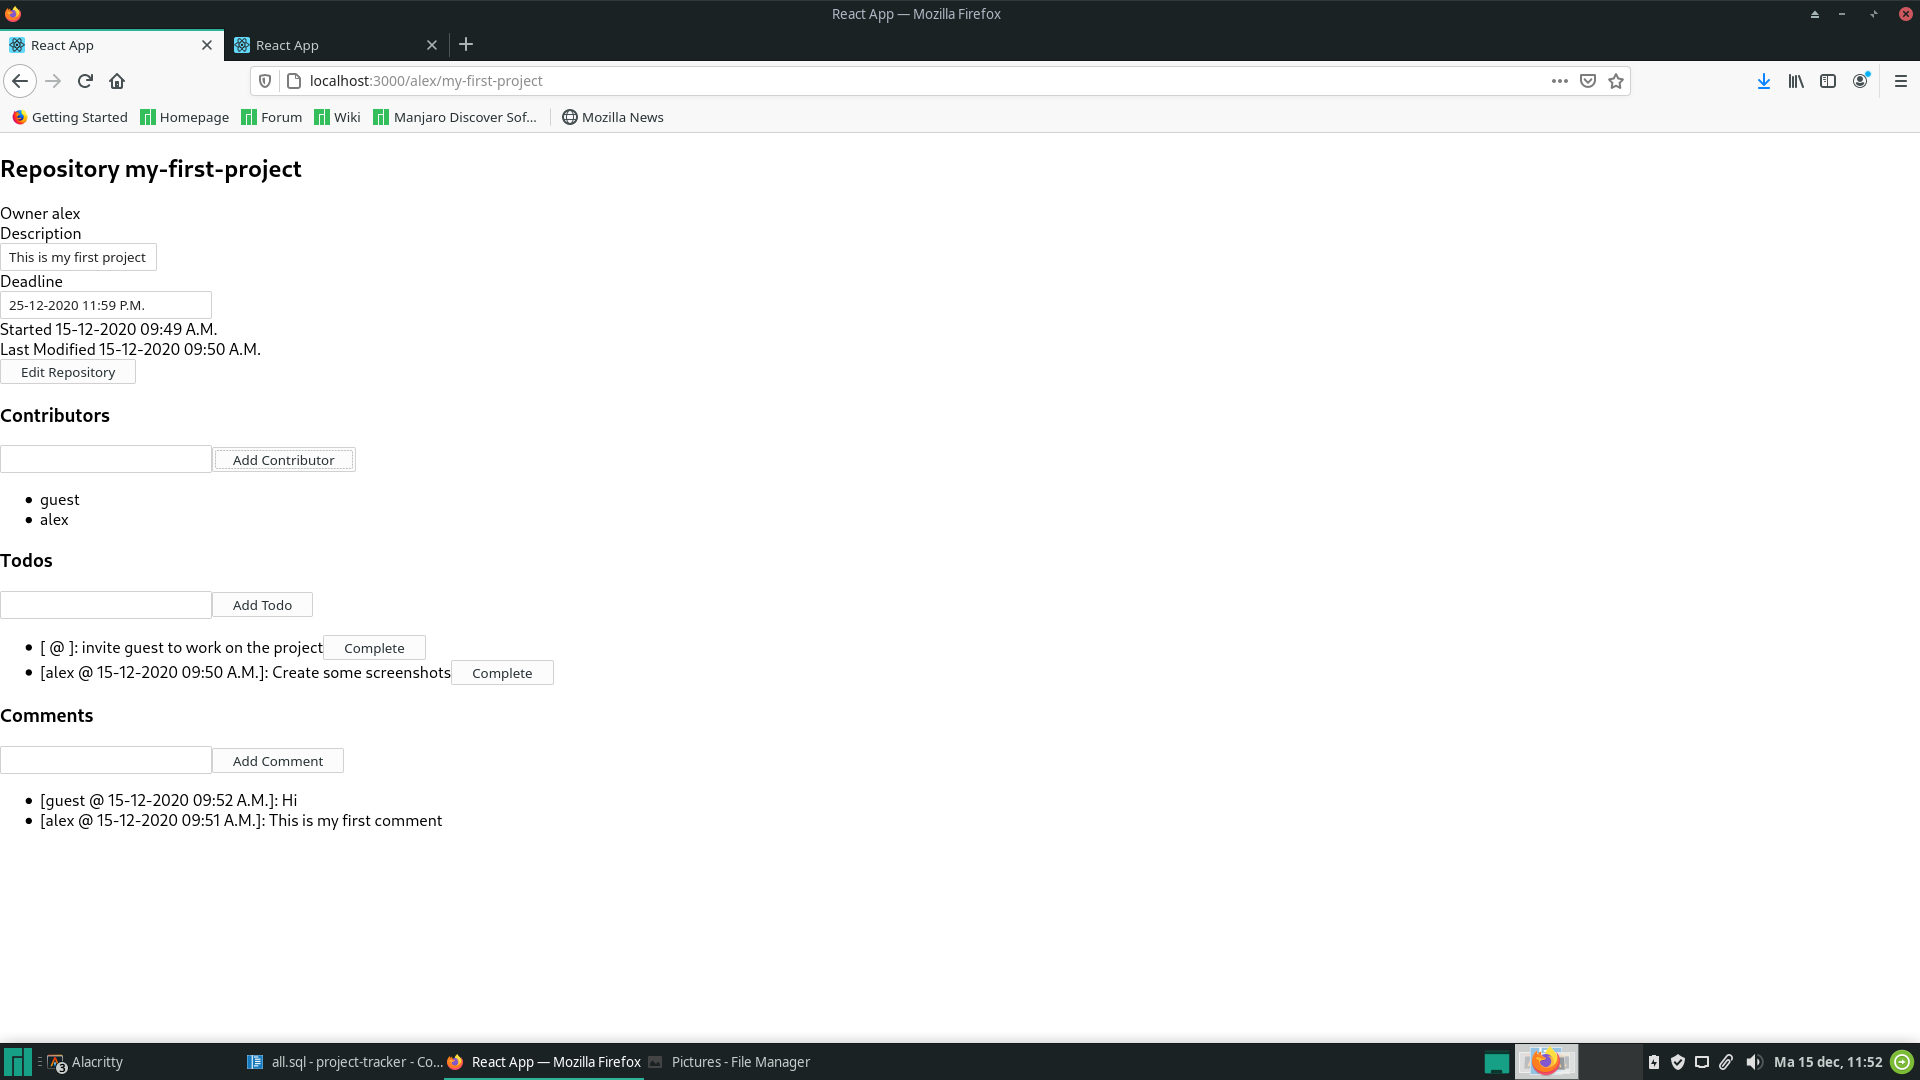 React App — Mozilla Firefox
React App
React App
localhost:3000/alex/my-first-project
Getting Started Homepage Forum Wiki Manjaro Discover Sof... Mozilla News
Repository my-first-project
Owner alex
Description
This is my first project
Deadline
25-12-2020 11:59 P.M.
Started 15-12-2020 09:49 A.M.
Last Modified 15-12-2020 09:50 A.M.
Edit Repository
Contributors
Add Contributor
guest
alex
Todos
Add Todo
[ @ ]: invite guest to work on the project Complete
[alex @ 15-12-2020 09:50 A.M.]: Create some screenshots Complete
Comments
Add Comment
[guest @ 15-12-2020 09:52 A.M.]: Hi
[alex @ 15-12-2020 09:51 A.M.]: This is my first comment
3 Alacritty all.sql - project-tracker - Co... React App — Mozilla Firefox Pictures - File Manager Ma 15 dec, 11:52